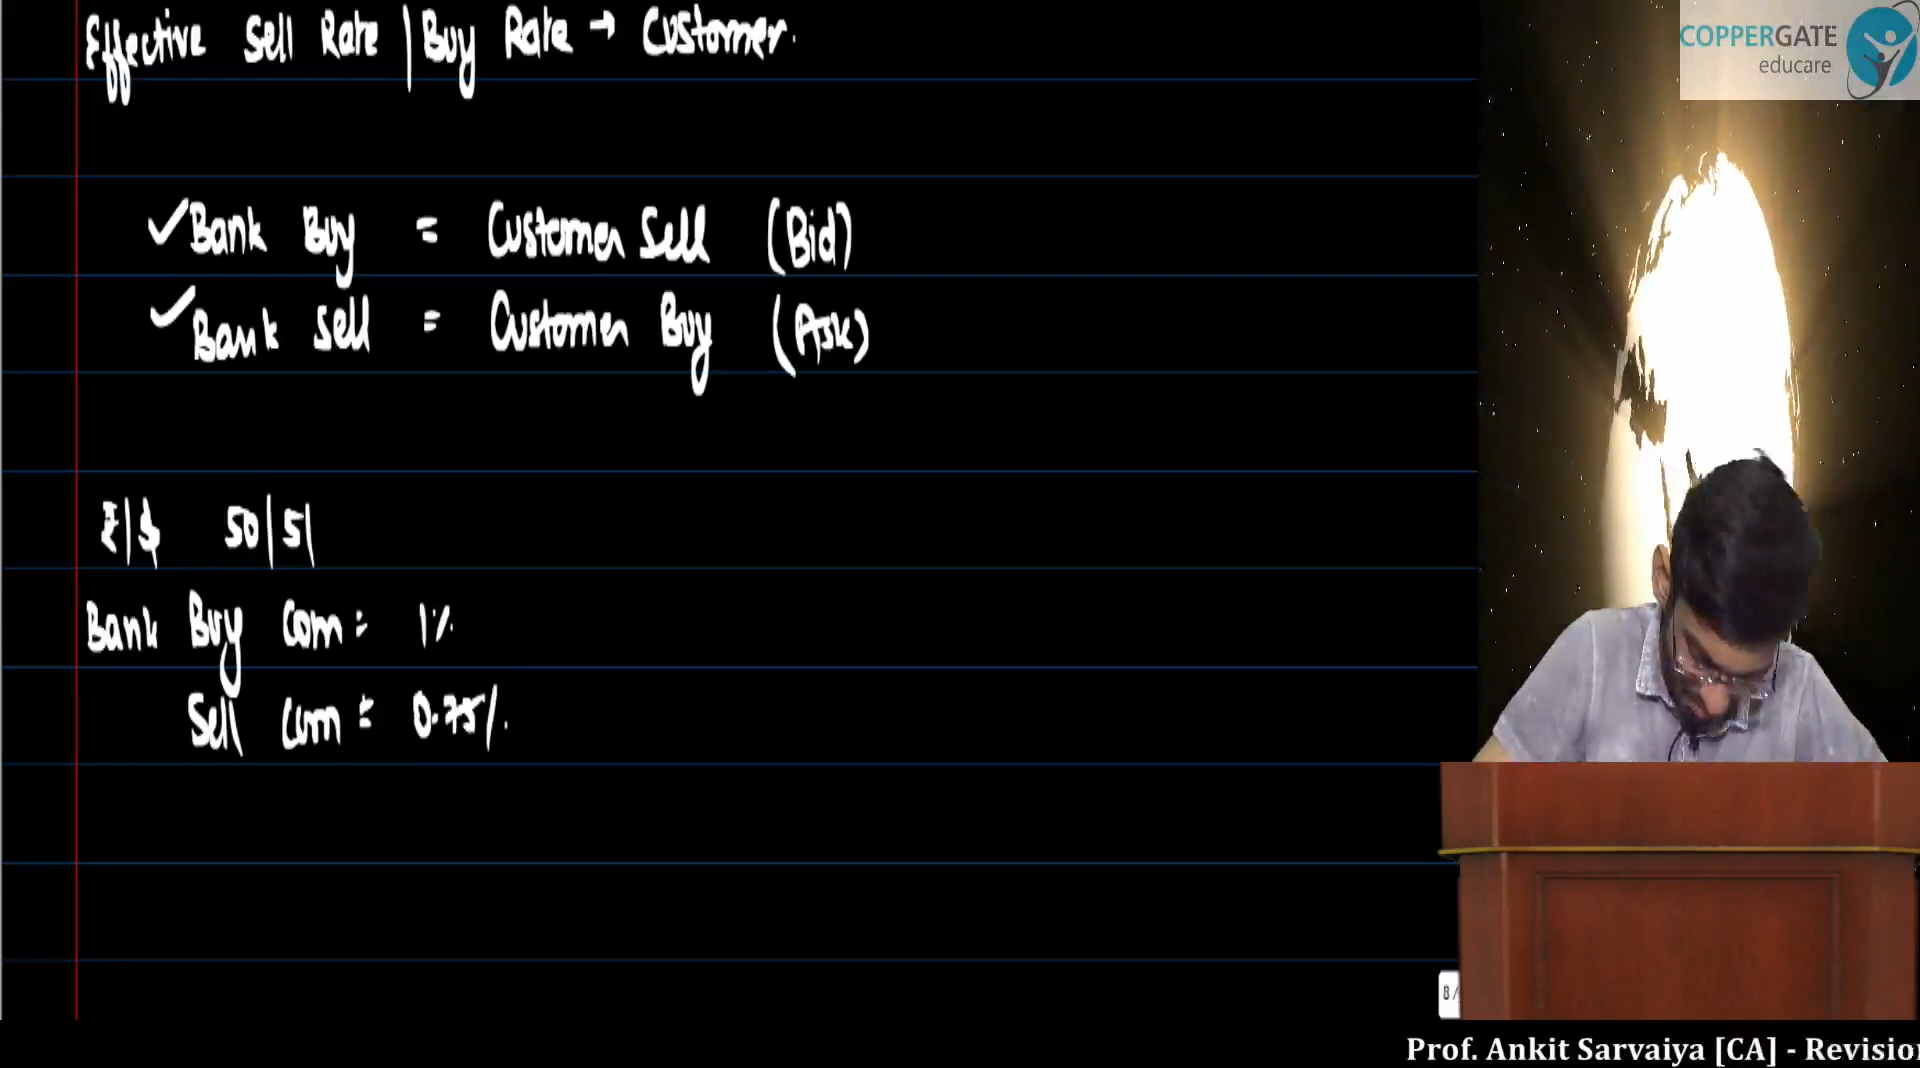 Effective Sell Rate | Buy Rate → Customer.
COPPERGATE
educare
✓Bank Buy = Customer Sell (Bid)
✓Bank Sell = Customer Buy (Ask)
₹|$ 50|51
Bank Buy Com = 1%
Sell Com = 0.75%.
8/
Prof. Ankit Sarvaiya [CA] - Revision